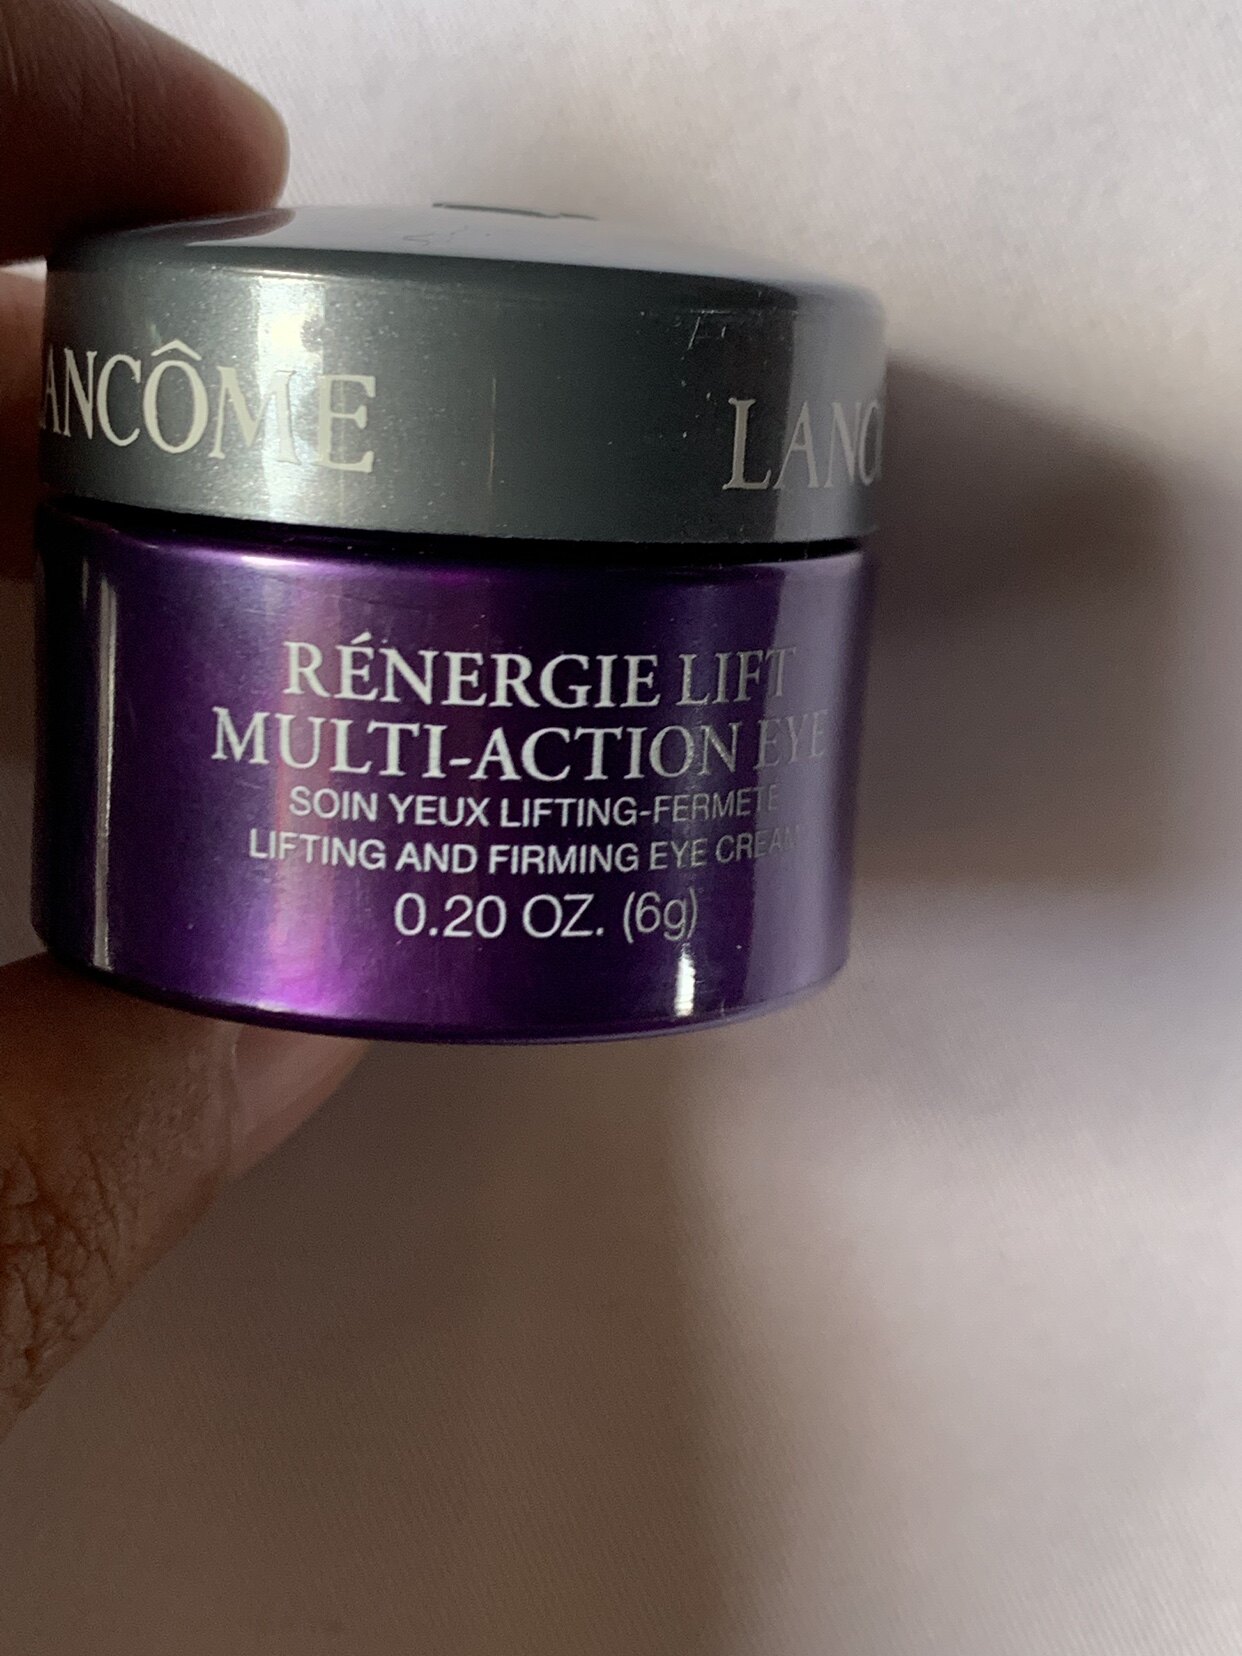 ANCÔME LANC
RÉNERGIE LIFT
MULTI-ACTION EYE
SOIN YEUX LIFTING-FERMETÉ
LIFTING AND FIRMING EYE CREAM
0.20 OZ. (6g)